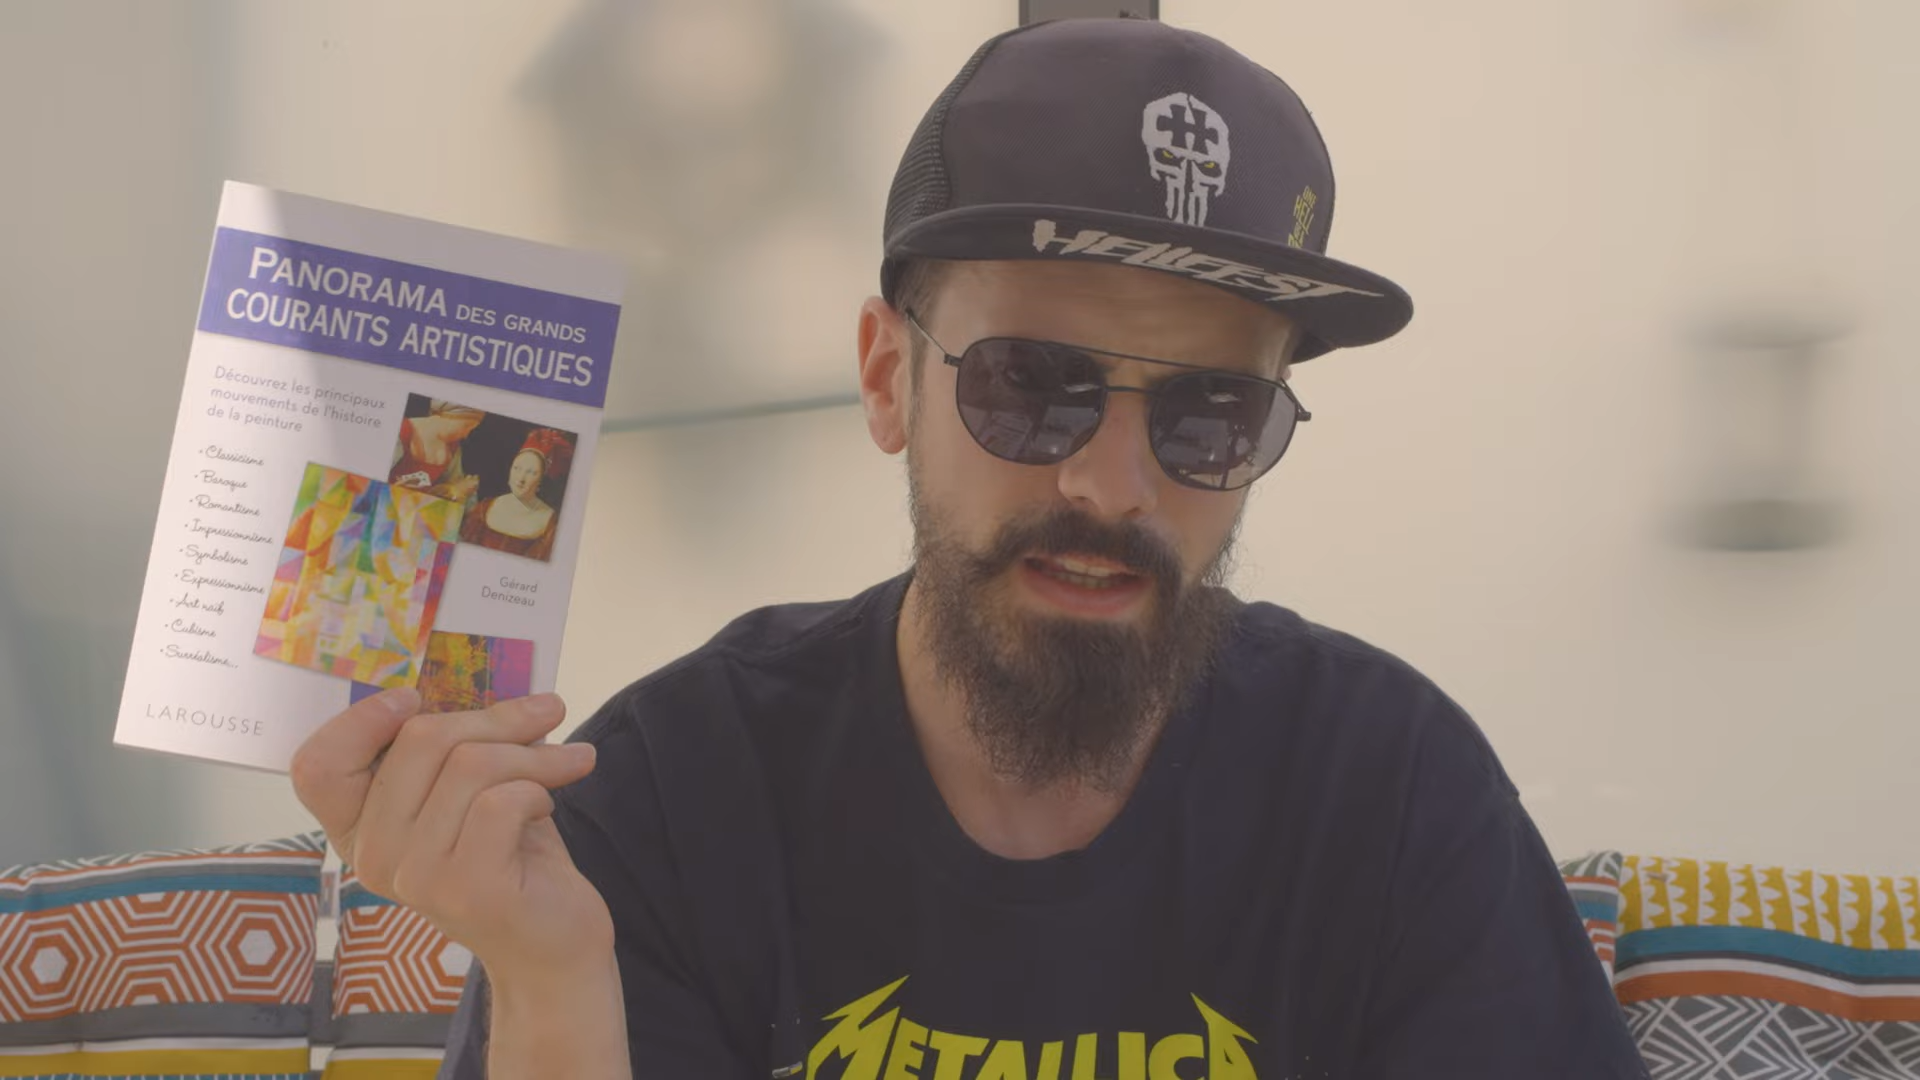 PANORAMA DES GRANDS
COURANTS ARTISTIQUES
Découvrez les principaux
mouvements de l'histoire
de la peinture
• Classicisme
• Baroque
• Romantisme
• Impressionnisme
• Symbolisme
• Expressionnisme
• Art naïf
• Cubisme
• Surréalisme...
Gérard
Denizeau
LAROUSSE
HELLFEST
METALLICA